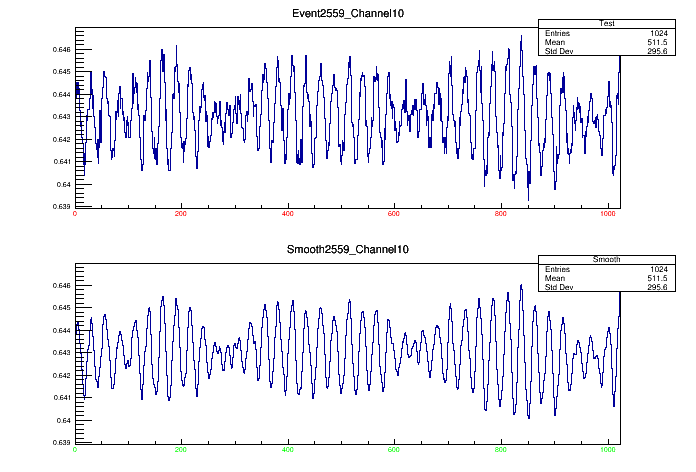 Event2559_Channel10
Test
Entries 1024
Mean 511.5
Std Dev 295.6
0.646
0.645
0.644
0.643
0.642
0.641
0.64
0.639
0 200 400 600 800 1000
Smooth2559_Channel10
Smooth
Entries 1024
Mean 511.5
Std Dev 295.6
0.646
0.645
0.644
0.643
0.642
0.641
0.64
0.639
0 200 400 600 800 1000